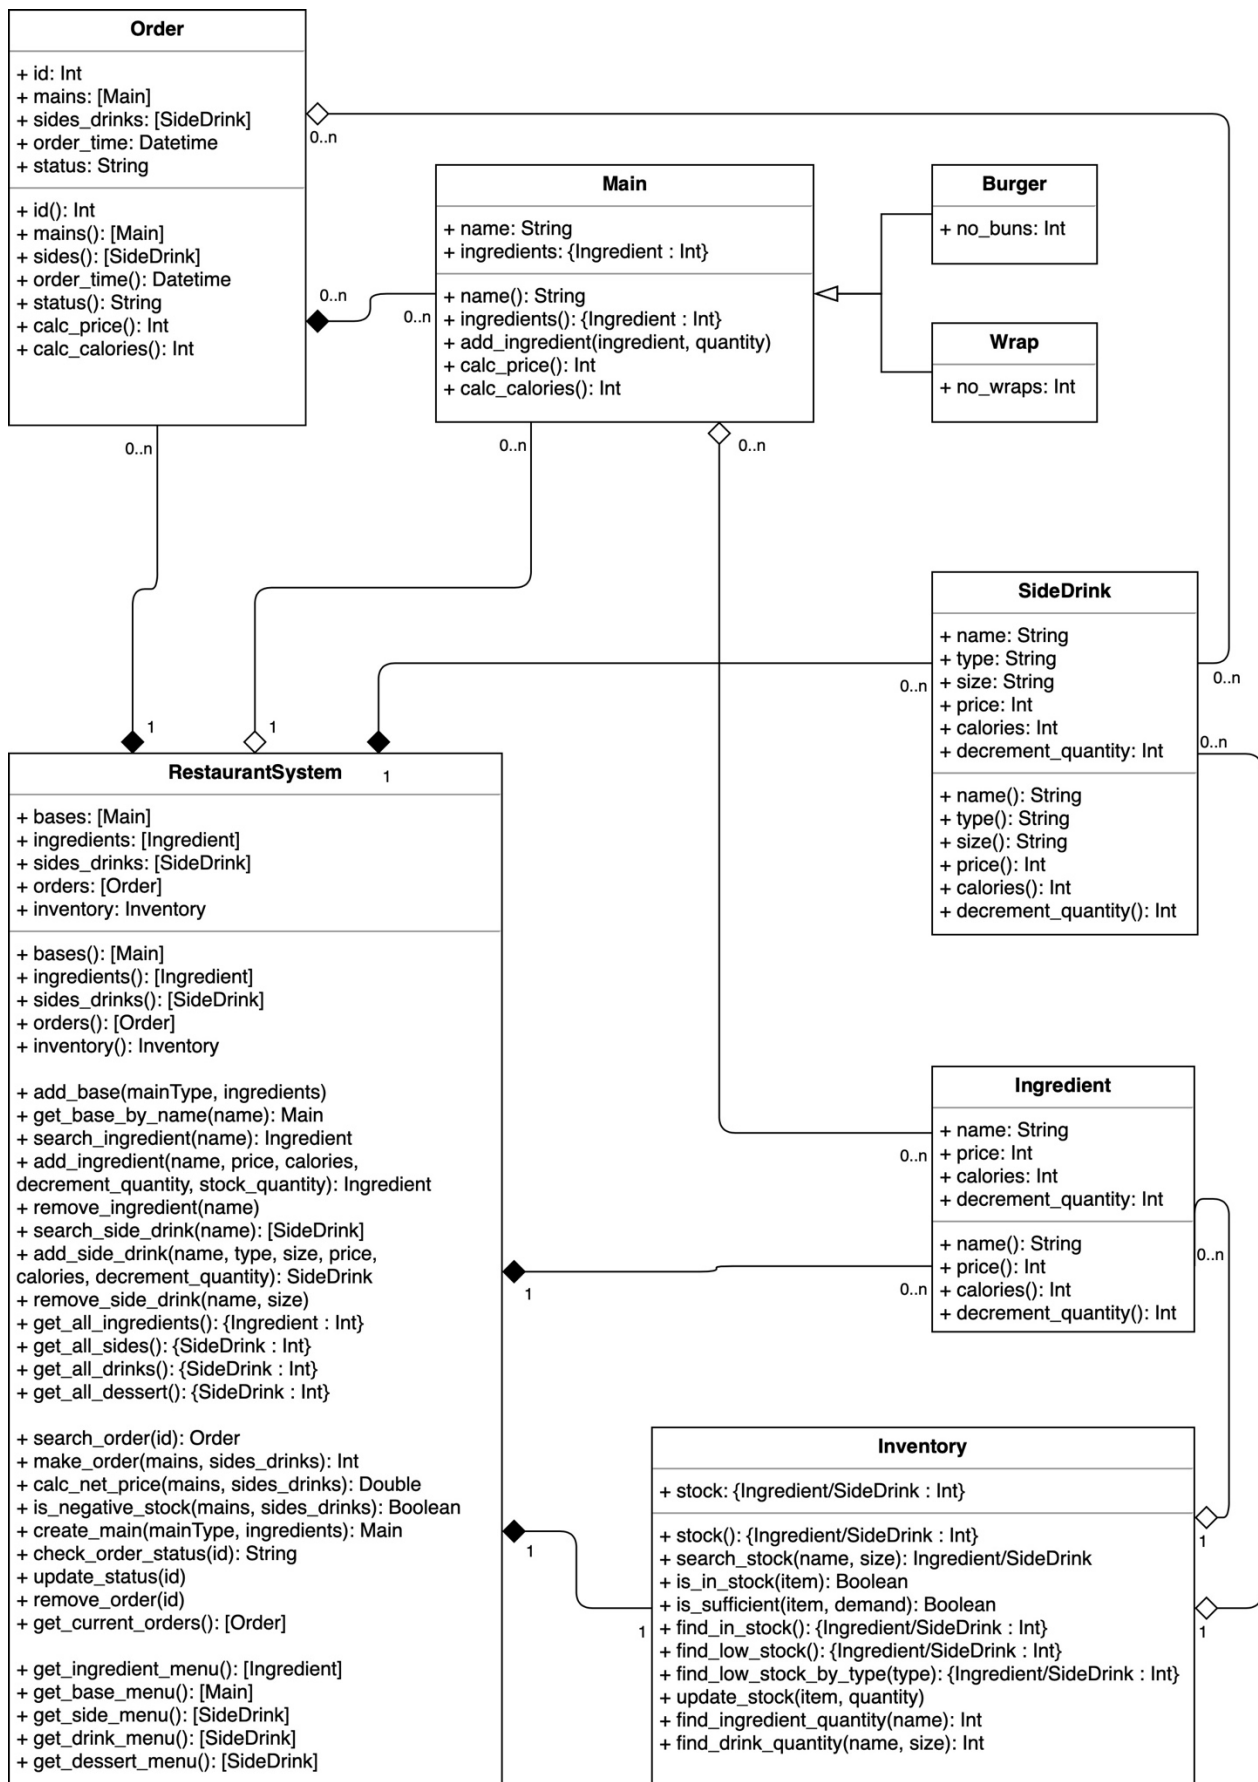 Order
+ id: Int
+ mains: [Main]
+ sides_drinks: [SideDrink]
+ order_time: Datetime
+ status: String
+ id(): Int
+ mains(): [Main]
+ sides(): [SideDrink]
+ order_time(): Datetime
+ status(): String
+ calc_price(): Int
+ calc_calories(): Int
0..n
0..n
0..n
0..n
Main
+ name: String
+ ingredients: {Ingredient : Int}
+ name(): String
+ ingredients(): {Ingredient : Int}
+ add_ingredient(ingredient, quantity)
+ calc_price(): Int
+ calc_calories(): Int
0..n
0..n
Burger
+ no_buns: Int
Wrap
+ no_wraps: Int
SideDrink
+ name: String
+ type: String
+ size: String
+ price: Int
+ calories: Int
+ decrement_quantity: Int
+ name(): String
+ type(): String
+ size(): String
+ price(): Int
+ calories(): Int
+ decrement_quantity(): Int
0..n
0..n
0..n
1
1
1
RestaurantSystem
+ bases: [Main]
+ ingredients: [Ingredient]
+ sides_drinks: [SideDrink]
+ orders: [Order]
+ inventory: Inventory
+ bases(): [Main]
+ ingredients(): [Ingredient]
+ sides_drinks(): [SideDrink]
+ orders(): [Order]
+ inventory(): Inventory
+ add_base(mainType, ingredients)
+ get_base_by_name(name): Main
+ search_ingredient(name): Ingredient
+ add_ingredient(name, price, calories,
decrement_quantity, stock_quantity): Ingredient
+ remove_ingredient(name)
+ search_side_drink(name): [SideDrink]
+ add_side_drink(name, type, size, price,
calories, decrement_quantity): SideDrink
+ remove_side_drink(name, size)
+ get_all_ingredients(): {Ingredient : Int}
+ get_all_sides(): {SideDrink : Int}
+ get_all_drinks(): {SideDrink : Int}
+ get_all_dessert(): {SideDrink : Int}
+ search_order(id): Order
+ make_order(mains, sides_drinks): Int
+ calc_net_price(mains, sides_drinks): Double
+ is_negative_stock(mains, sides_drinks): Boolean
+ create_main(mainType, ingredients): Main
+ check_order_status(id): String
+ update_status(id)
+ remove_order(id)
+ get_current_orders(): [Order]
+ get_ingredient_menu(): [Ingredient]
+ get_base_menu(): [Main]
+ get_side_menu(): [SideDrink]
+ get_drink_menu(): [SideDrink]
+ get_dessert_menu(): [SideDrink]
Ingredient
+ name: String
+ price: Int
+ calories: Int
+ decrement_quantity: Int
+ name(): String
+ price(): Int
+ calories(): Int
+ decrement_quantity(): Int
0..n
0..n
0..n
1
1
1
Inventory
+ stock: {Ingredient/SideDrink : Int}
+ stock(): {Ingredient/SideDrink : Int}
+ search_stock(name, size): Ingredient/SideDrink
+ is_in_stock(item): Boolean
+ is_sufficient(item, demand): Boolean
+ find_in_stock(): {Ingredient/SideDrink : Int}
+ find_low_stock(): {Ingredient/SideDrink : Int}
+ find_low_stock_by_type(type): {Ingredient/SideDrink : Int}
+ update_stock(item, quantity)
+ find_ingredient_quantity(name): Int
+ find_drink_quantity(name, size): Int
1
1